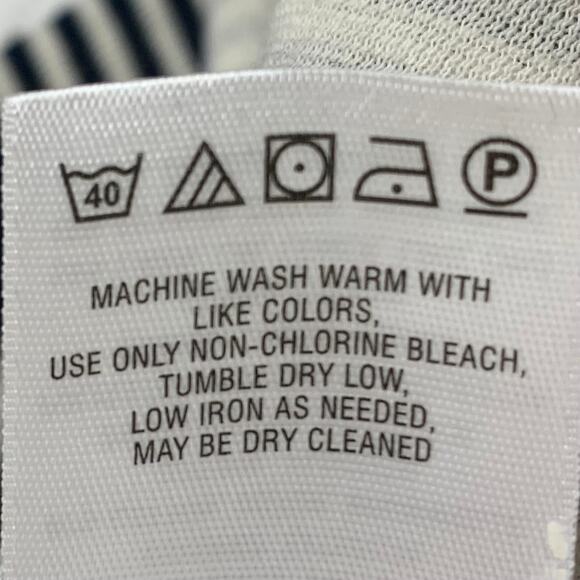 40 P
MACHINE WASH WARM WITH
LIKE COLORS,
USE ONLY NON-CHLORINE BLEACH,
TUMBLE DRY LOW,
LOW IRON AS NEEDED,
MAY BE DRY CLEANED